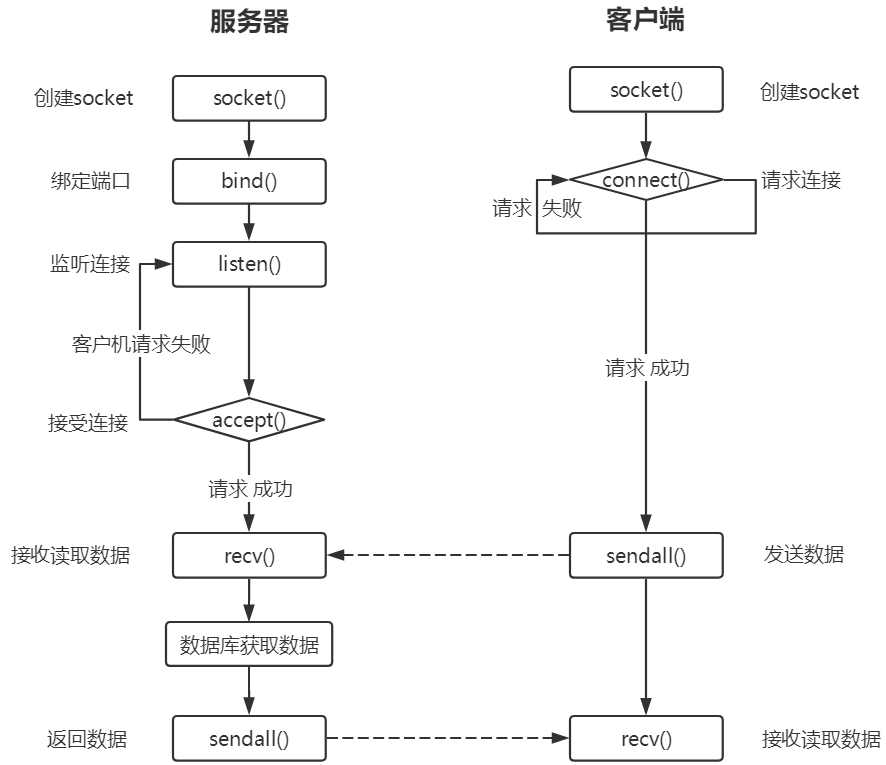 服务器
客户端
创建socket
socket()
socket()
创建socket
绑定端口
bind()
connect()
请求连接
请求 失败
监听连接
listen()
客户机请求失败
请求 成功
接受连接
accept()
请求 成功
接收读取数据
recv()
sendall()
发送数据
数据库获取数据
返回数据
sendall()
recv()
接收读取数据